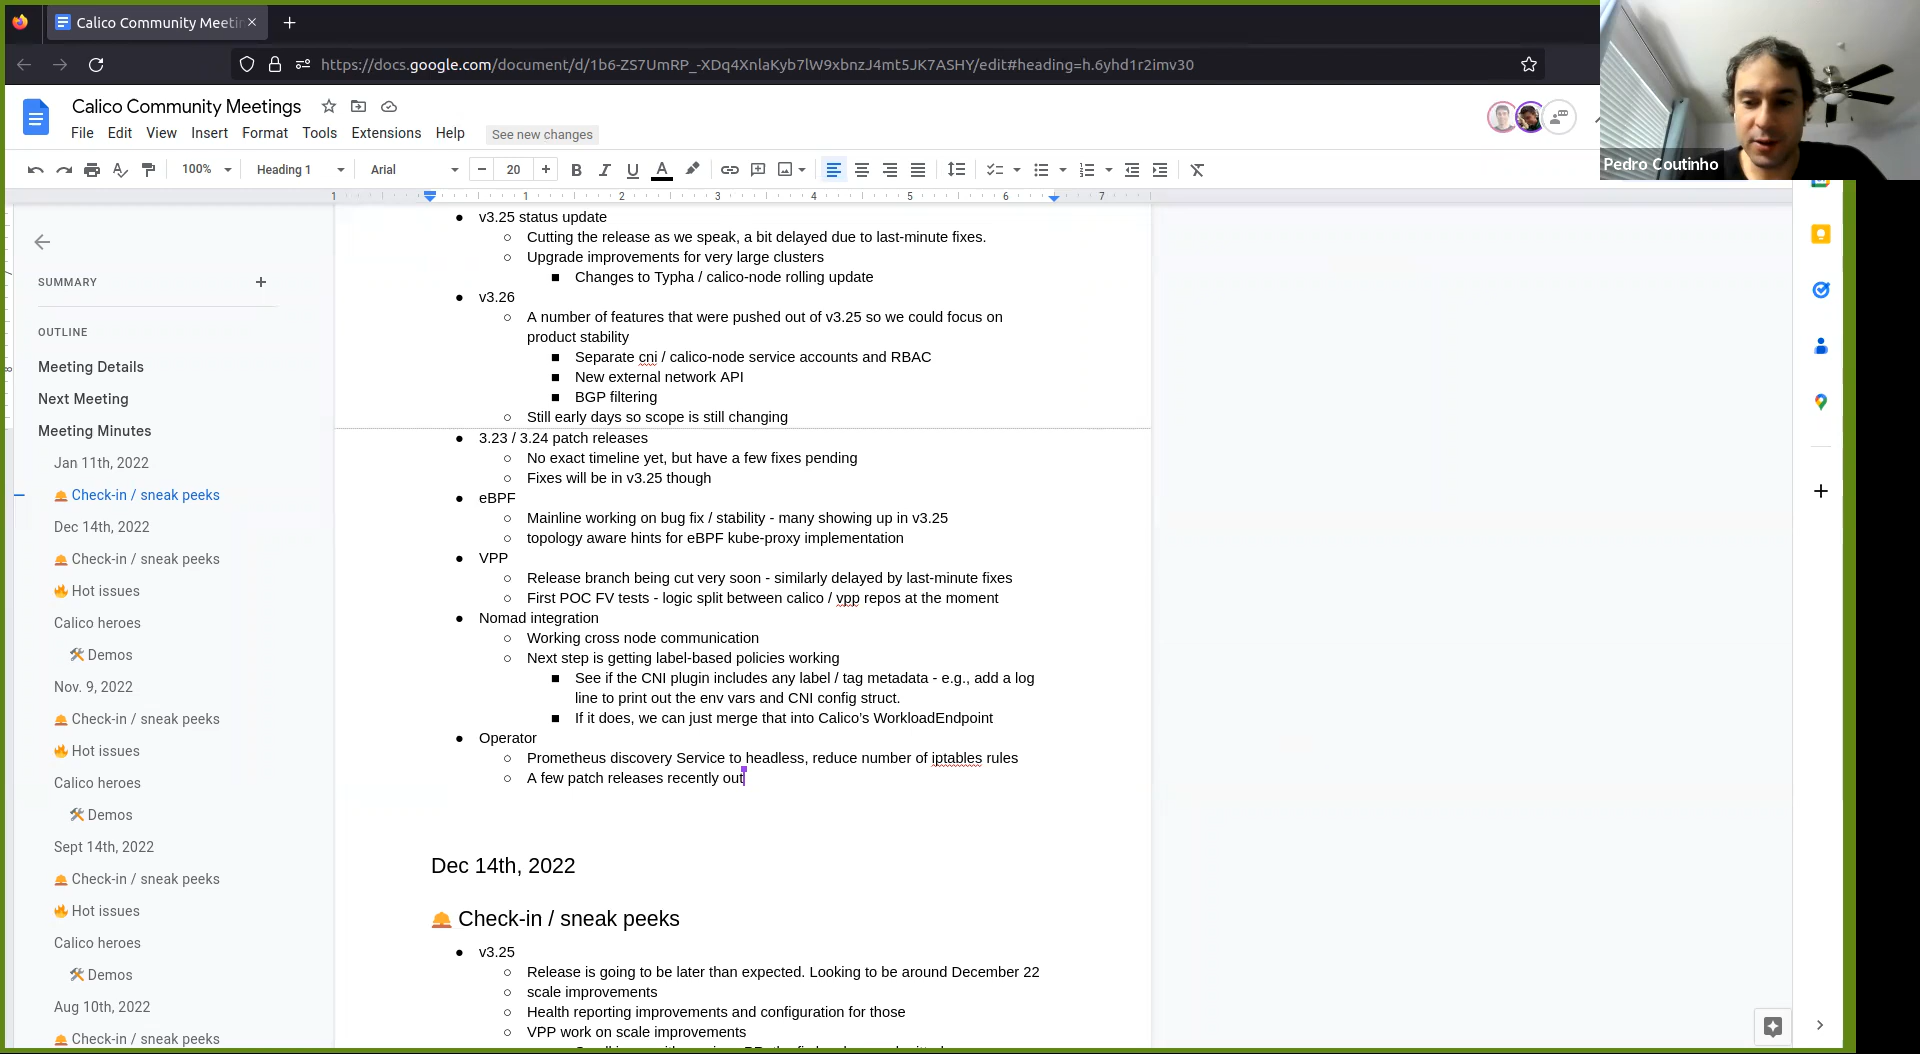 Calico Community Meetin
https://docs.google.com/document/d/1b6-ZS7UmRP_-XDq4XnlaKyb7lW9xbnzJ4mt5JK7ASHY/edit#heading=h.6yhd1r2imv30
Calico Community Meetings
File Edit View Insert Format Tools Extensions Help See new changes
100% Heading 1 Arial 20 B I U A
Pedro Coutinho
1 1 2 3 4 5 6 7
SUMMARY
OUTLINE
Meeting Details
Next Meeting
Meeting Minutes
Jan 11th, 2022
Check-in / sneak peeks
Dec 14th, 2022
Check-in / sneak peeks
Hot issues
Calico heroes
Demos
Nov. 9, 2022
Check-in / sneak peeks
Hot issues
Calico heroes
Demos
Sept 14th, 2022
Check-in / sneak peeks
Hot issues
Calico heroes
Demos
Aug 10th, 2022
Check-in / sneak peeks
v3.25 status update
Cutting the release as we speak, a bit delayed due to last-minute fixes.
Upgrade improvements for very large clusters
Changes to Typha / calico-node rolling update
v3.26
A number of features that were pushed out of v3.25 so we could focus on
product stability
Separate cni / calico-node service accounts and RBAC
New external network API
BGP filtering
Still early days so scope is still changing
3.23 / 3.24 patch releases
No exact timeline yet, but have a few fixes pending
Fixes will be in v3.25 though
eBPF
Mainline working on bug fix / stability - many showing up in v3.25
topology aware hints for eBPF kube-proxy implementation
VPP
Release branch being cut very soon - similarly delayed by last-minute fixes
First POC FV tests - logic split between calico / vpp repos at the moment
Nomad integration
Working cross node communication
Next step is getting label-based policies working
See if the CNI plugin includes any label / tag metadata - e.g., add a log
line to print out the env vars and CNI config struct.
If it does, we can just merge that into Calico's WorkloadEndpoint
Operator
Prometheus discovery Service to headless, reduce number of iptables rules
A few patch releases recently out
Dec 14th, 2022
Check-in / sneak peeks
v3.25
Release is going to be later than expected. Looking to be around December 22
scale improvements
Health reporting improvements and configuration for those
VPP work on scale improvements